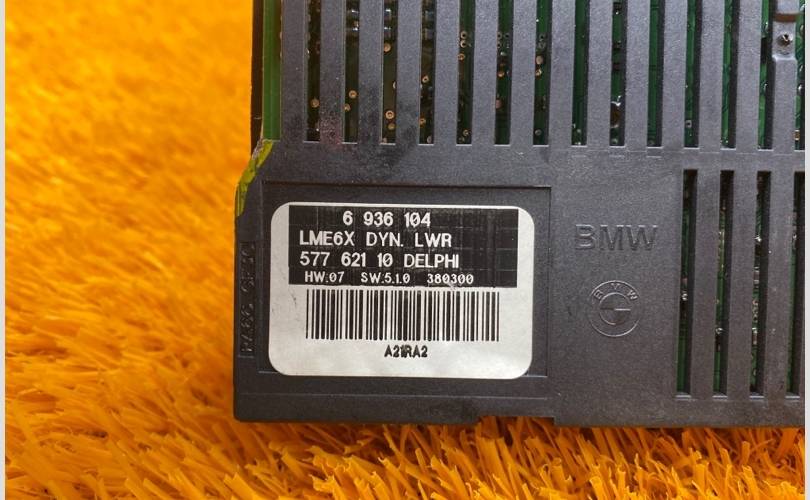 6 936 104
LME6X DYN. LWR
577 621 10 DELPHI
HW:07 SW.5.1.0 380300
A21RA2
BMW
BMW